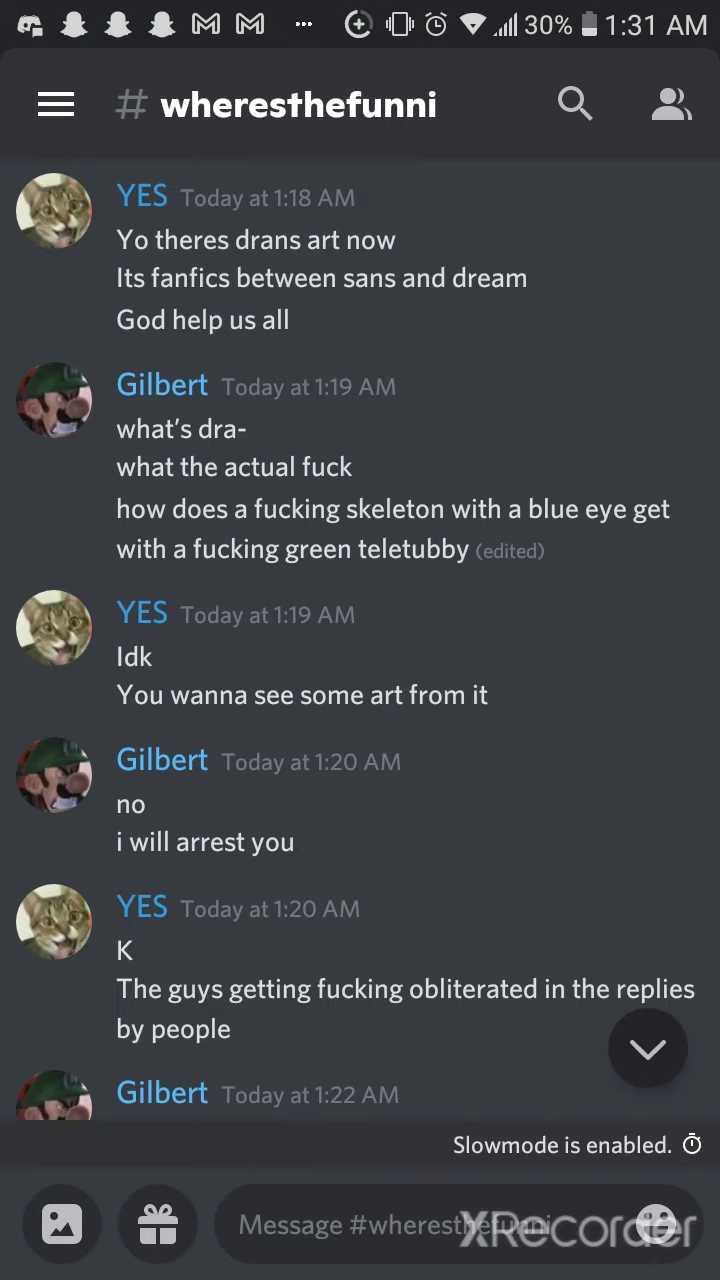 30% 1:31 AM
# wheresthefunni
YES Today at 1:18 AM
Yo theres drans art now
Its fanfics between sans and dream
God help us all
Gilbert Today at 1:19 AM
what's dra-
what the actual fuck
how does a fucking skeleton with a blue eye get
with a fucking green teletubby (edited)
YES Today at 1:19 AM
Idk
You wanna see some art from it
Gilbert Today at 1:20 AM
no
i will arrest you
YES Today at 1:20 AM
K
The guys getting fucking obliterated in the replies
by people
Gilbert Today at 1:22 AM
Slowmode is enabled.
Message #wheresthefunni
XRecorder